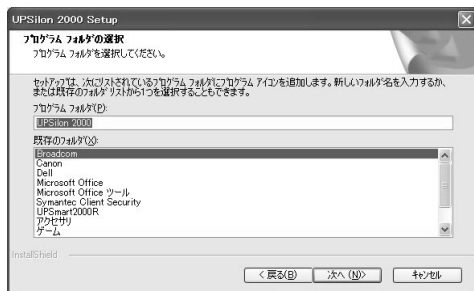 UPSilon 2000 Setup
プログラム フォルダの選択
プログラム フォルダを選択してください。
セットアップは、次にリストされているプログラム フォルダにプログラム アイコンを追加します。新しいフォルダ名を入力するか、
または既存のフォルダ リストから1つを選択することもできます。
プログラム フォルダ(P):
UPSilon 2000
既存のフォルダ(X):
Broadcom
Canon
Dell
Microsoft Office
Microsoft Office ツール
Symantec Client Security
UPSmart2000R
アクセサリ
ゲーム
InstallShield
< 戻る(B)
次へ (N)>
キャンセル